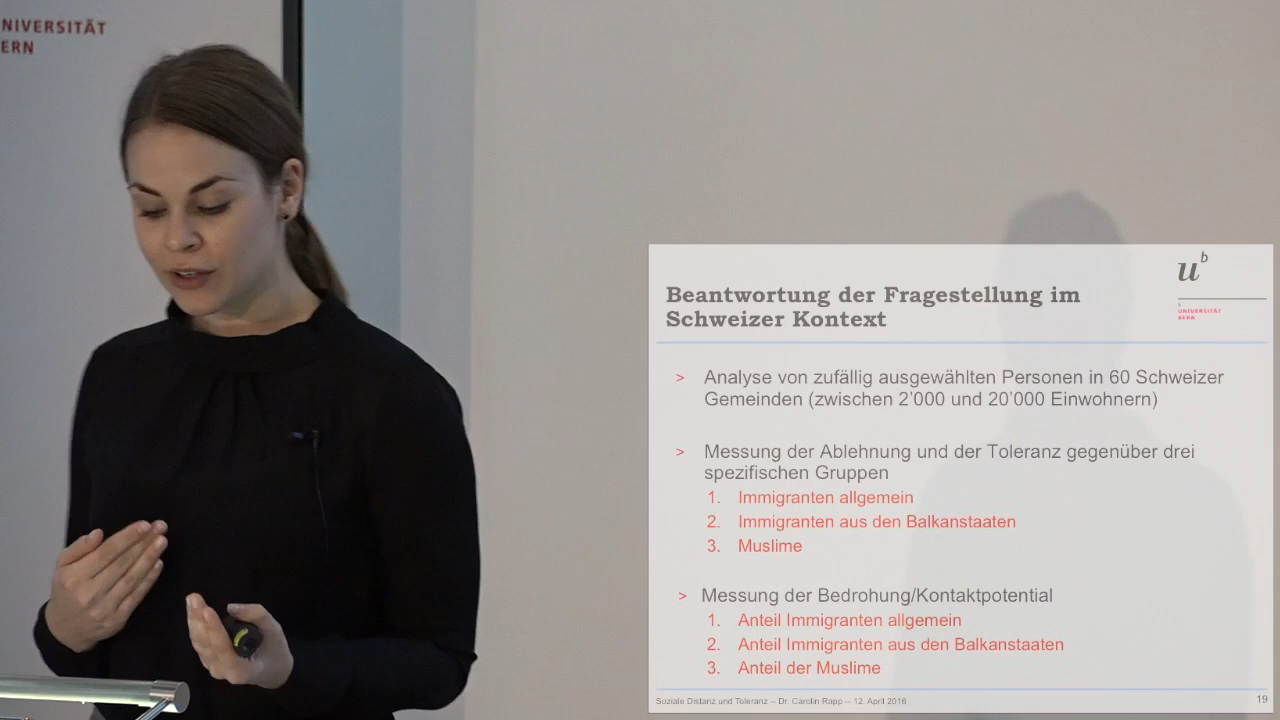 NIVERSITÄT
ERN
u b
UNIVERSITÄT
BERN
Beantwortung der Fragestellung im
Schweizer Kontext
> Analyse von zufällig ausgewählten Personen in 60 Schweizer
Gemeinden (zwischen 2'000 und 20'000 Einwohnern)
> Messung der Ablehnung und der Toleranz gegenüber drei
spezifischen Gruppen
1. Immigranten allgemein
2. Immigranten aus den Balkanstaaten
3. Muslime
> Messung der Bedrohung/Kontaktpotential
1. Anteil Immigranten allgemein
2. Anteil Immigranten aus den Balkanstaaten
3. Anteil der Muslime
Soziale Distanz und Toleranz – Dr. Carolin Rapp – 12. April 2016
19